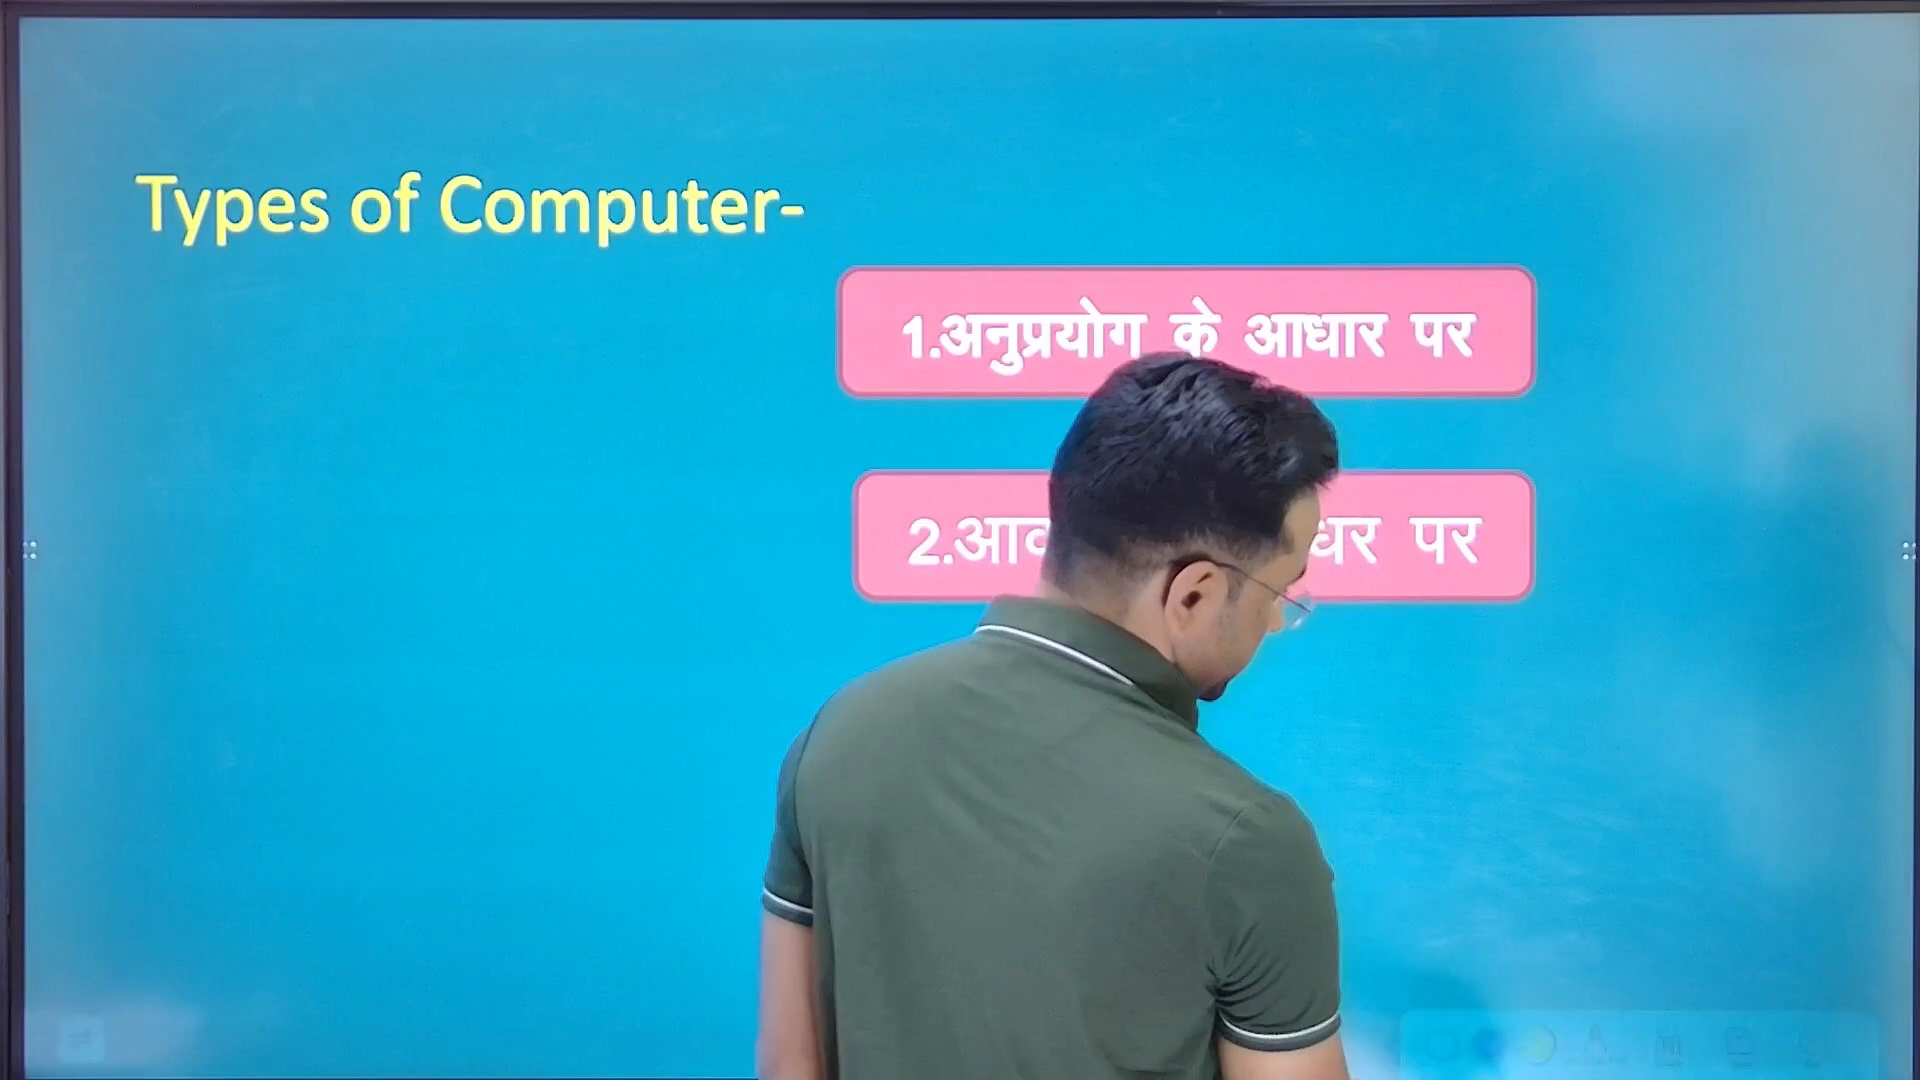 Types of Computer-
1.अनुप्रयोग के आधार पर
2. पर